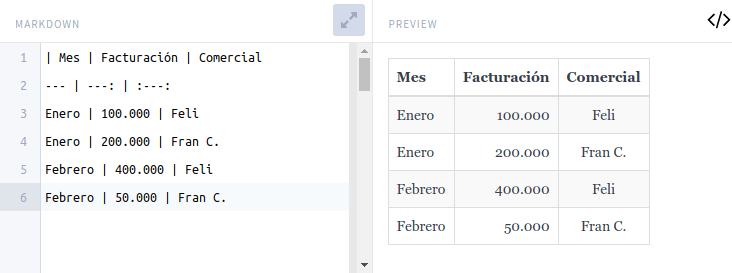 MARKDOWN
1 | Mes | Facturación | Comercial
2 --- | ---: | :---:
3 Enero | 100.000 | Feli
4 Enero | 200.000 | Fran C.
5 Febrero | 400.000 | Feli
6 Febrero | 50.000 | Fran C.
PREVIEW
</>
Mes Facturación Comercial
Enero 100.000 Feli
Enero 200.000 Fran C.
Febrero 400.000 Feli
Febrero 50.000 Fran C.